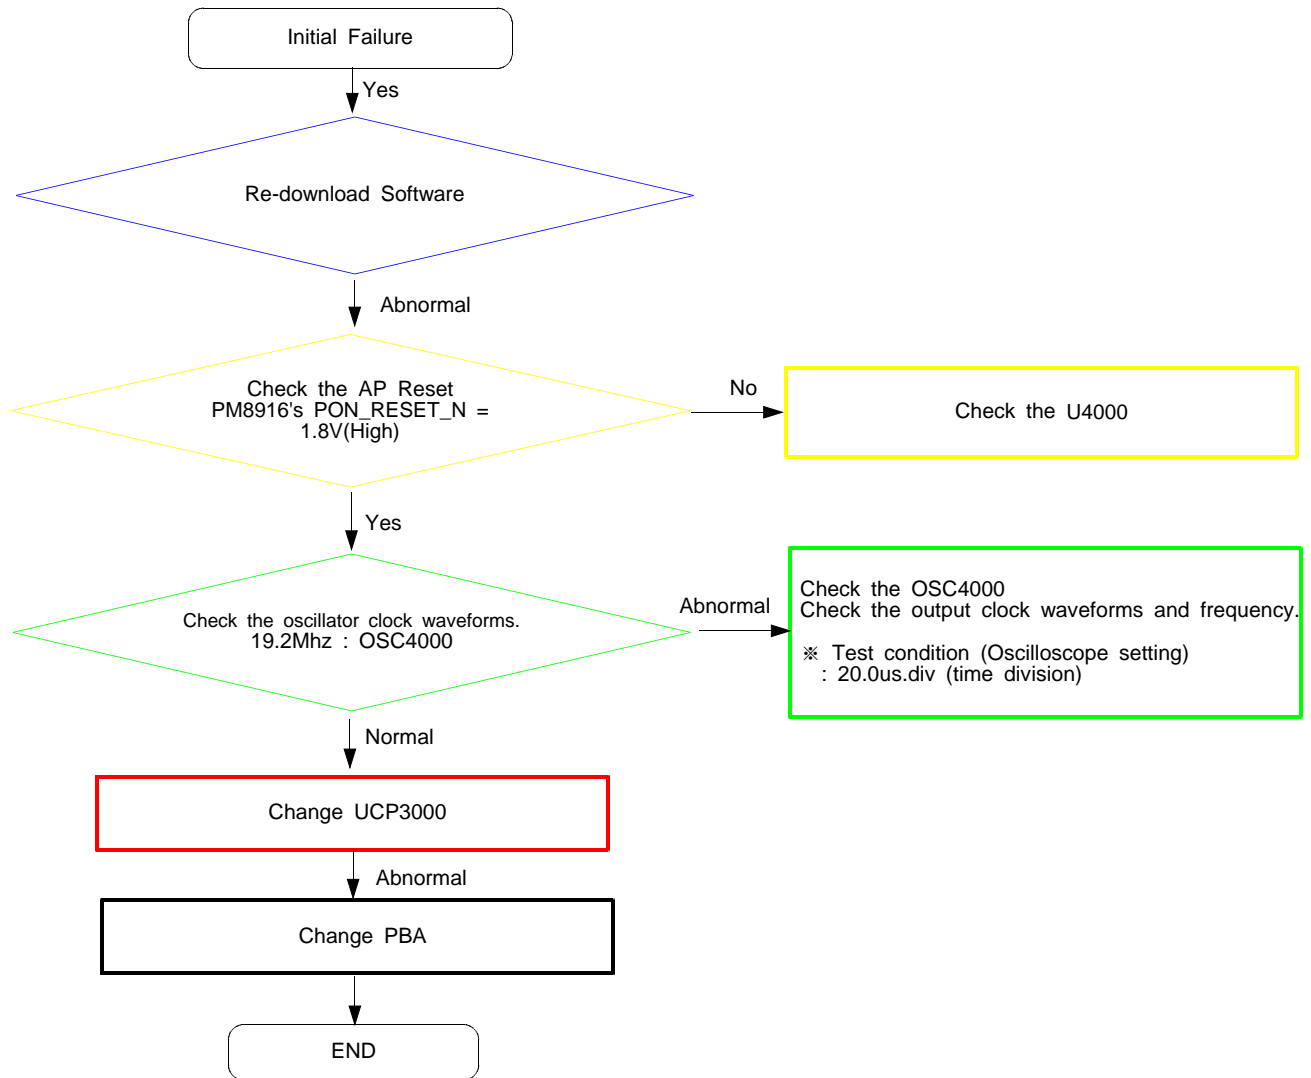 Initial Failure
Yes
Re-download Software
Abnormal
Check the AP Reset
PM8916's PON_RESET_N =
1.8V(High)
No
Check the U4000
Yes
Check the oscillator clock waveforms.
19.2Mhz : OSC4000
Abnormal
Check the OSC4000
Check the output clock waveforms and frequency.
※ Test condition (Oscilloscope setting)
: 20.0us.div (time division)
Normal
Change UCP3000
Abnormal
Change PBA
END